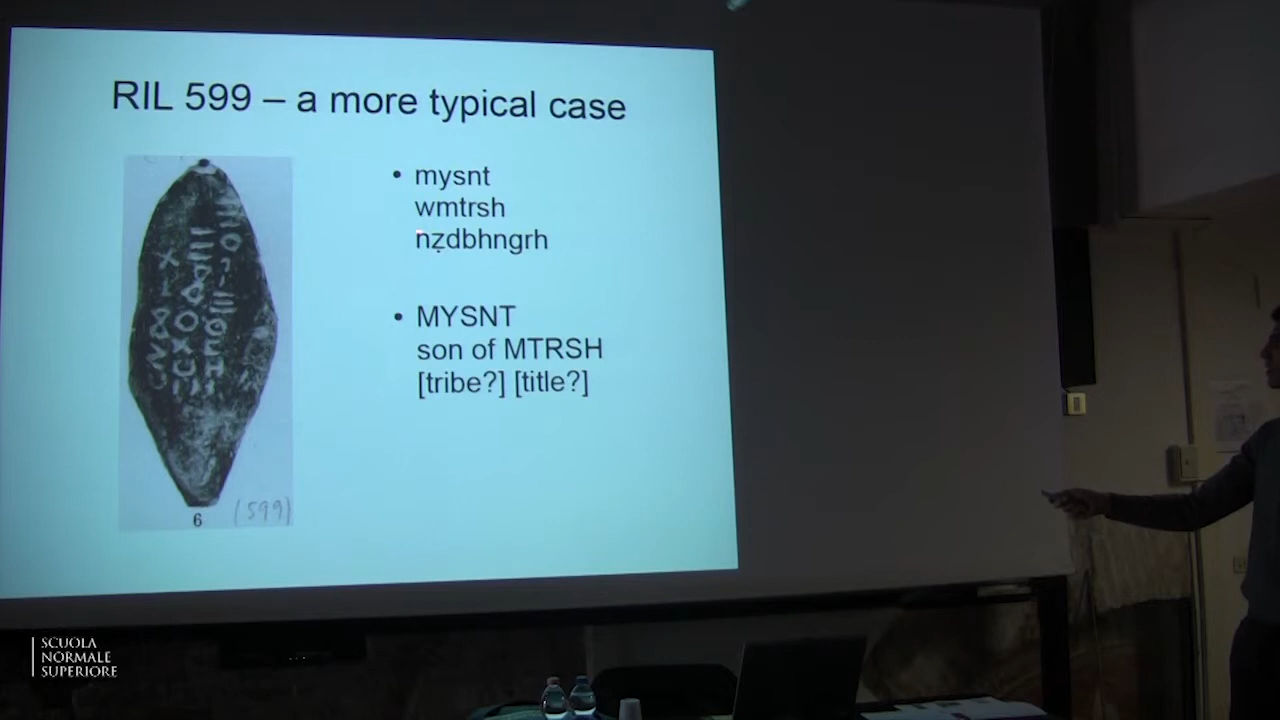 RIL 599 – a more typical case
• mysnt
wmtrsh
nẓdbhngrh
• MYSNT
son of MTRSH
[tribe?] [title?]
6
(599)
SCUOLA
NORMALE
SUPERIORE